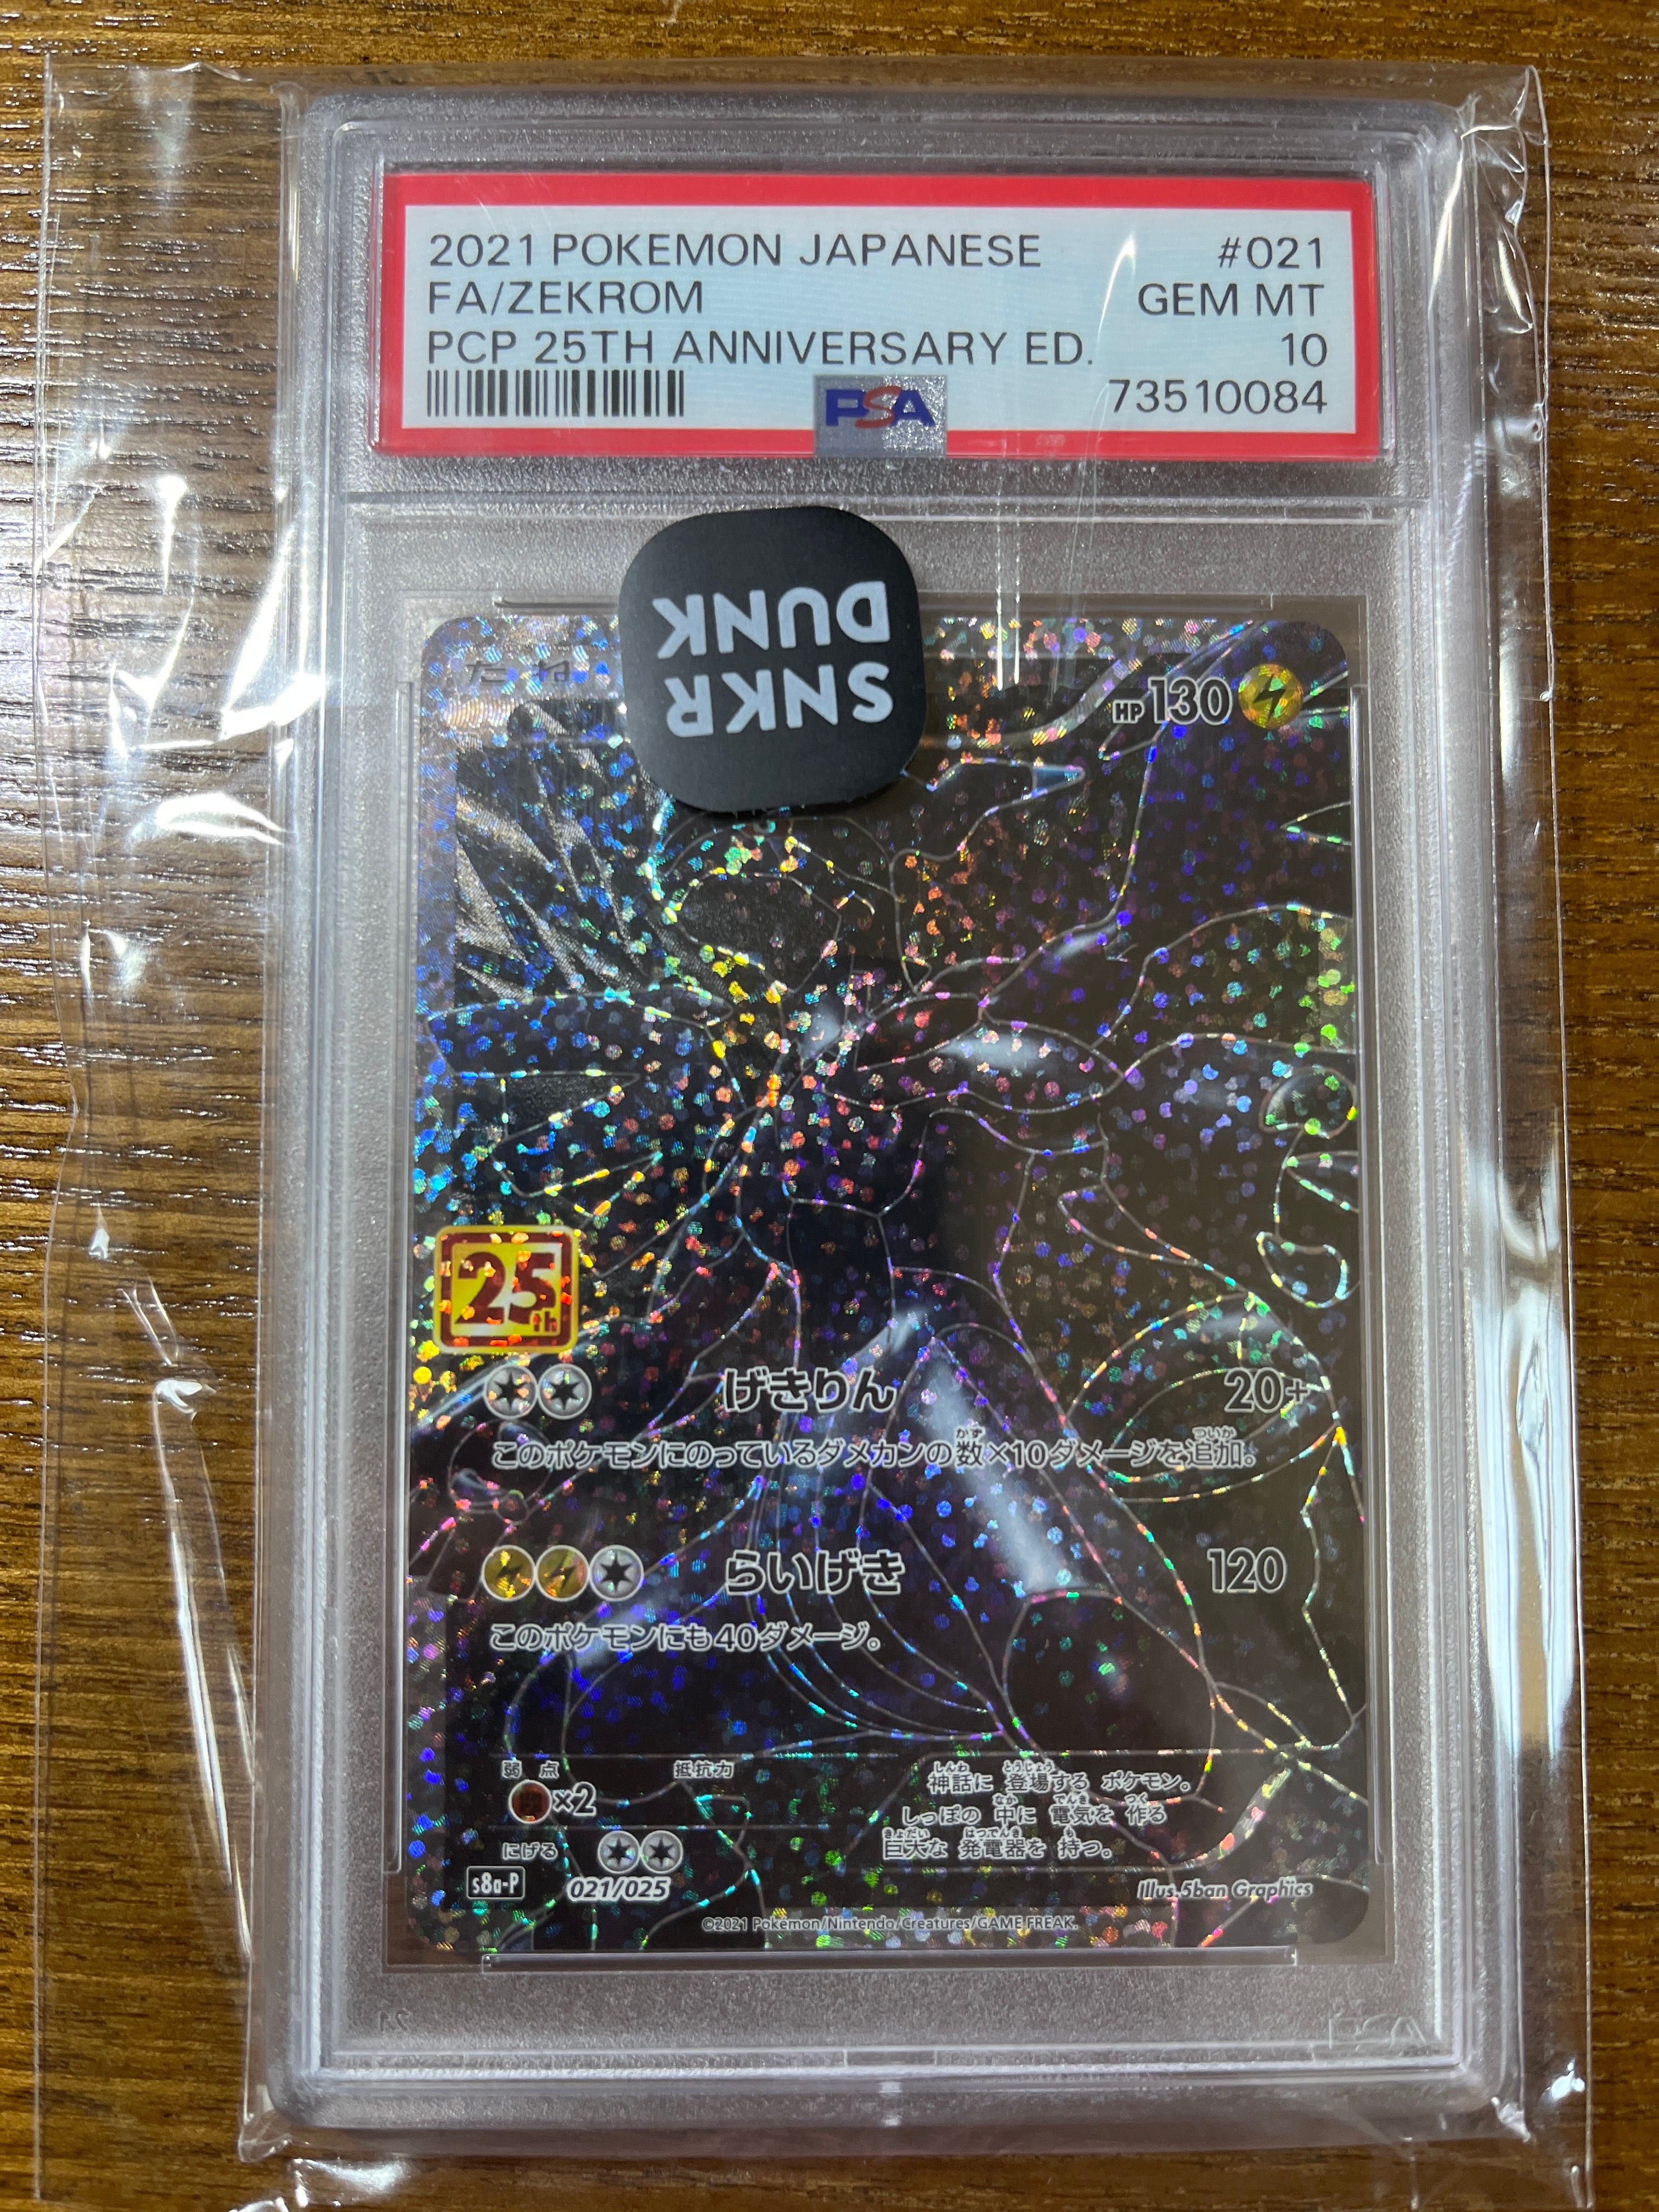 2021 POKEMON JAPANESE #021
FA/ZEKROM GEM MT
PCP 25TH ANNIVERSARY ED. 10
PSA 73510084
SNKR
DUNK
たね
HP 130
25th
げきりん 20+
このポケモンにのっているダメカンの数×10ダメージを追加。
らいげき 120
このポケモンにも40ダメージ。
弱点 ×2 抵抗力
にげる
神話に 登場する ポケモン。
しっぽの 中に 電気を 作る
巨大な 発電器を 持つ。
s8a-P 021/025 Illus.5ban Graphics
©2021 Pokémon/Nintendo/Creatures/GAME FREAK.
PSA